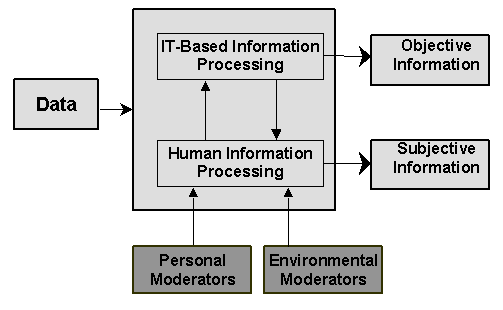 IT-Based Information
Processing
Objective
Information
Data
Human Information
Processing
Subjective
Information
Personal
Moderators
Environmental
Moderators